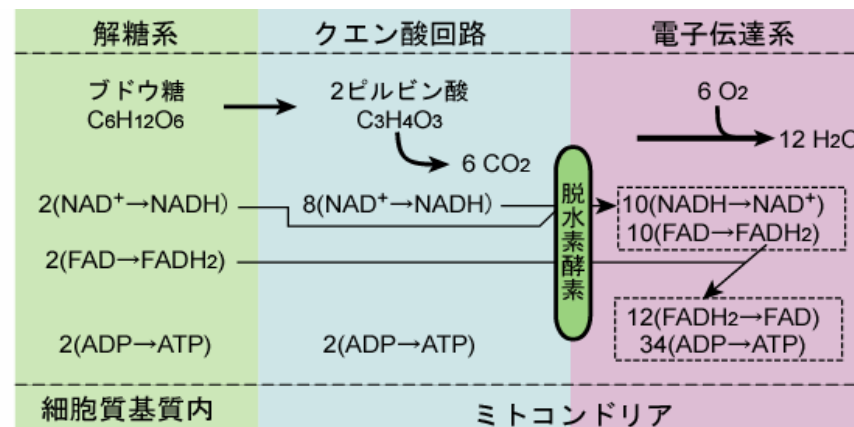 解糖系
クエン酸回路
電子伝達系
ブドウ糖
C6H12O6
2ピルビン酸
C3H4O3
6 O2
12 H2O
6 CO2
2(NAD+→NADH)
8(NAD+→NADH)
脱水素酵素
10(NADH→NAD+)
10(FAD→FADH2)
2(FAD→FADH2)
12(FADH2→FAD)
2(ADP→ATP)
2(ADP→ATP)
34(ADP→ATP)
細胞質基質内
ミトコンドリア